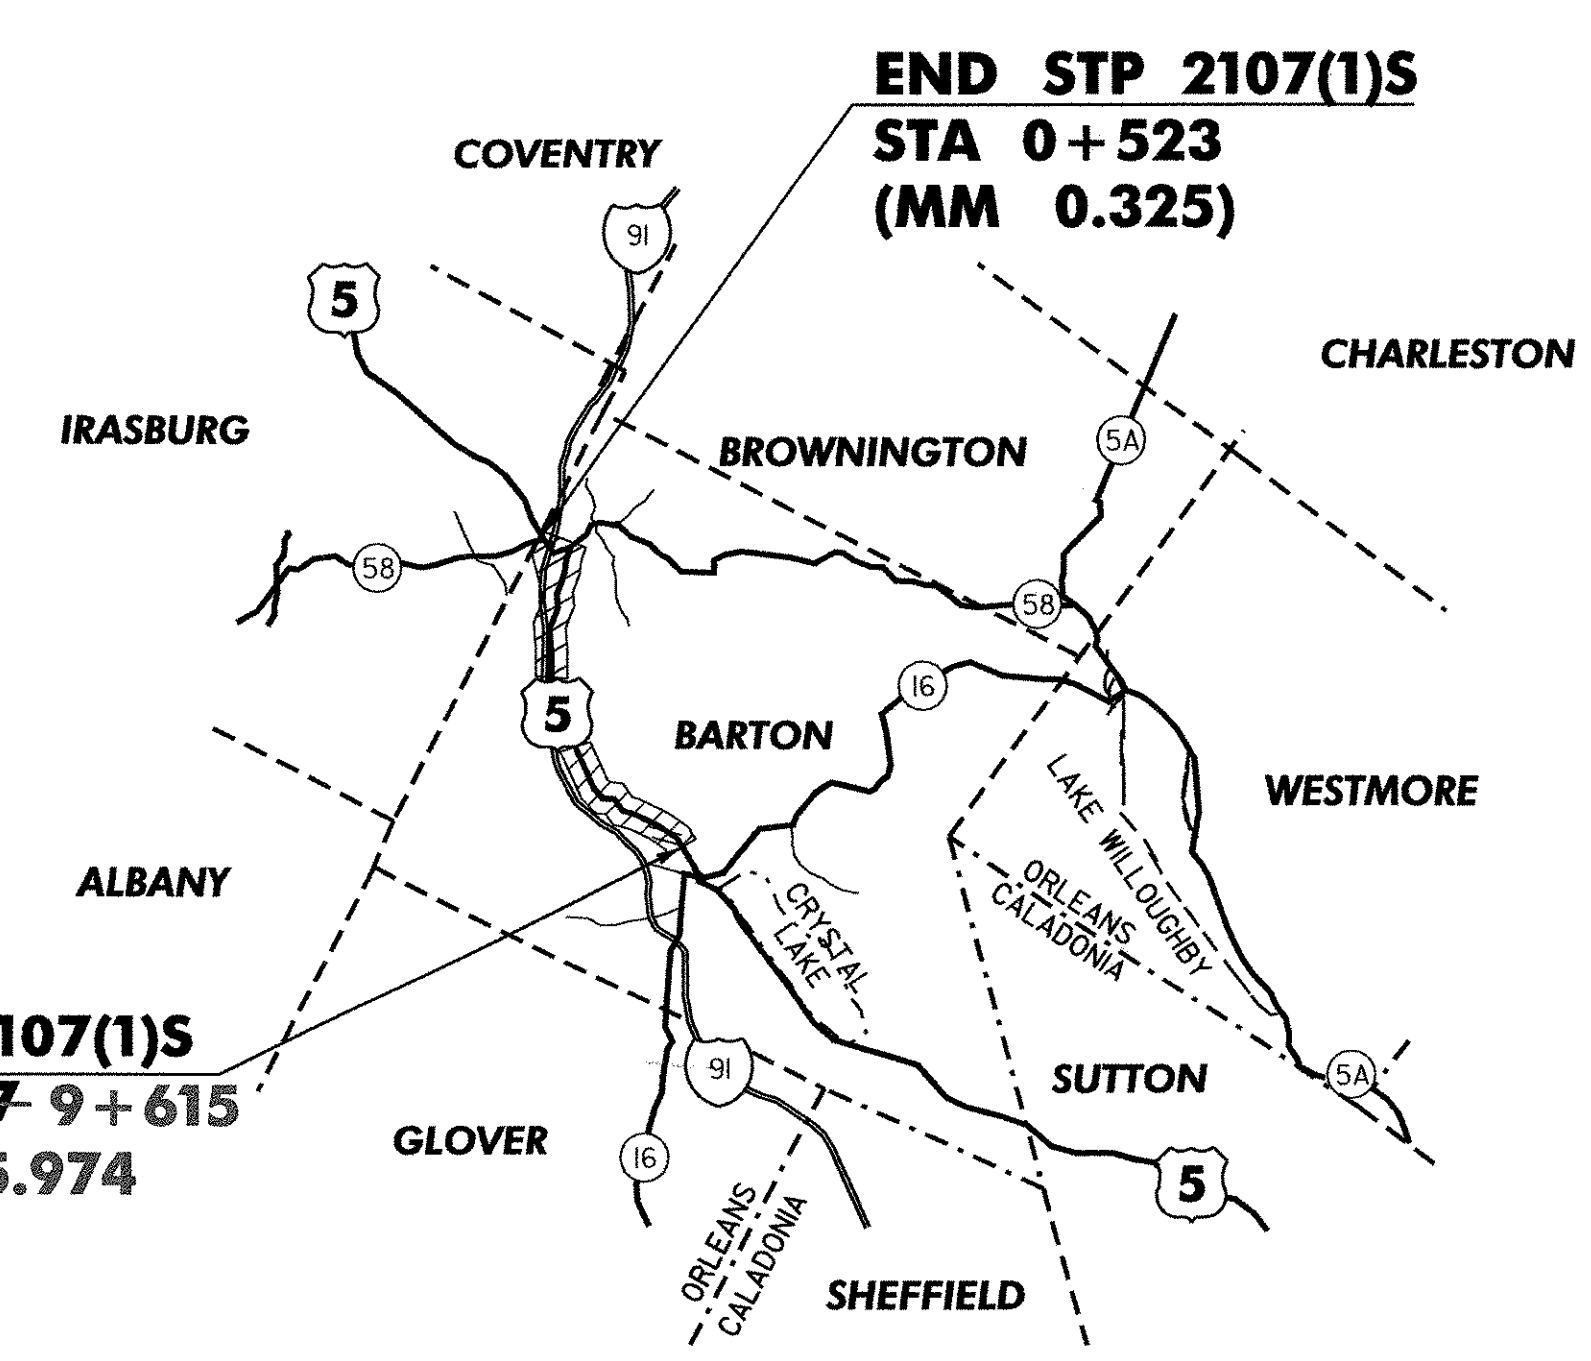 END STP 2107(1)S
STA 0+523
(MM 0.325)
COVENTRY
91
5
CHARLESTON
IRASBURG
5A
BROWNINGTON
58
58
16
5
BARTON
WESTMORE
LAKE WILLOUGHBY
ALBANY
ORLEANS
CALADONIA
CRYSTAL
LAKE
107(1)S
9+615
.974
91
SUTTON
5A
GLOVER
16
5
ORLEANS
CALADONIA
SHEFFIELD